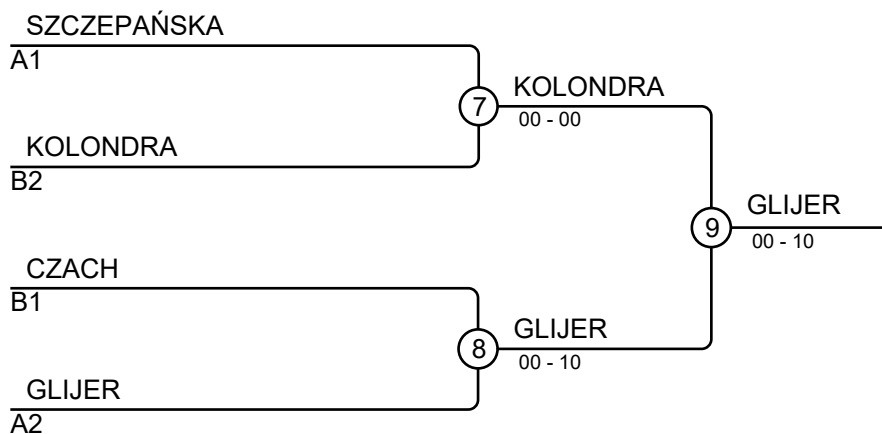 SZCZEPAŃSKA
A1
7
KOLONDRA
00 - 00
KOLONDRA
B2
9
GLIJER
00 - 10
CZACH
B1
8
GLIJER
00 - 10
GLIJER
A2